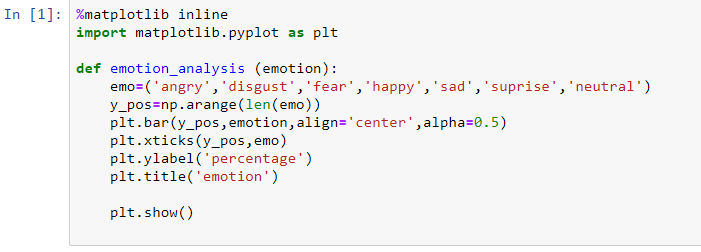 In [1]: %matplotlib inline
import matplotlib.pyplot as plt
def emotion_analysis (emotion):
emo=('angry','disgust','fear','happy','sad','suprise','neutral')
y_pos=np.arange(len(emo))
plt.bar(y_pos,emotion,align='center',alpha=0.5)
plt.xticks(y_pos,emo)
plt.ylabel('percentage')
plt.title('emotion')
plt.show()